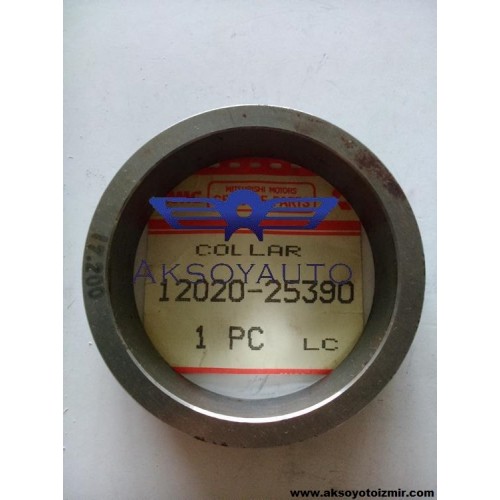 MITSUBISHI MOTORS
COLLAR
AKSOYAUTO
12020-25390
1 PC LC
17.200
www.aksoyotoizmir.com